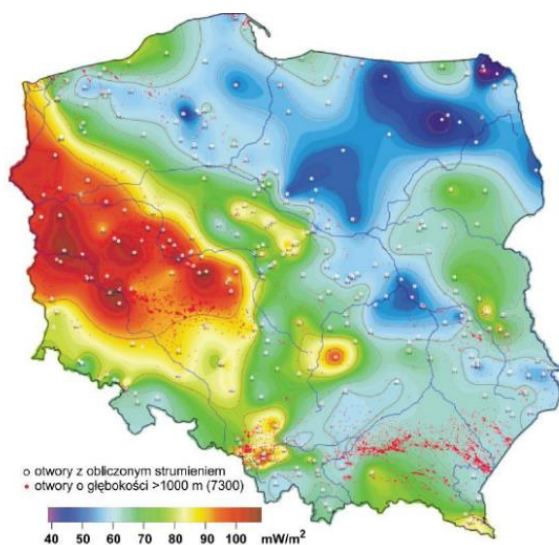 otwory z obliczonym strumieniem
otwory o głębokości >1000 m (7300)
40 50 60 70 80 90 100 mW/m²